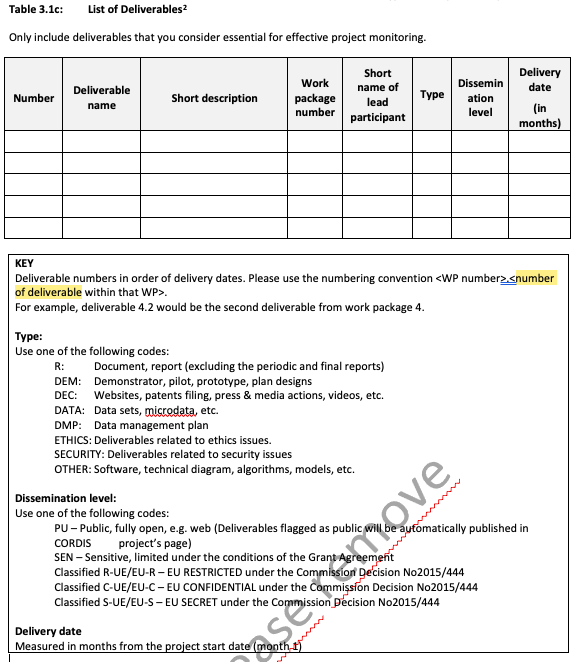 Table 3.1c: List of Deliverables²
Only include deliverables that you consider essential for effective project monitoring.
Number
Deliverable
name
Short description
Work
package
number
Short
name of
lead
participant
Type
Dissemin
ation
level
Delivery
date
(in
months)
KEY
Deliverable numbers in order of delivery dates. Please use the numbering convention <WP number>.<number
of deliverable within that WP>.
For example, deliverable 4.2 would be the second deliverable from work package 4.
Type:
Use one of the following codes:
R: Document, report (excluding the periodic and final reports)
DEM: Demonstrator, pilot, prototype, plan designs
DEC: Websites, patents filing, press & media actions, videos, etc.
DATA: Data sets, microdata, etc.
DMP: Data management plan
ETHICS: Deliverables related to ethics issues.
SECURITY: Deliverables related to security issues
OTHER: Software, technical diagram, algorithms, models, etc.
Dissemination level:
Use one of the following codes:
PU – Public, fully open, e.g. web (Deliverables flagged as public will be automatically published in
CORDIS project's page)
SEN – Sensitive, limited under the conditions of the Grant Agreement
Classified R-UE/EU-R – EU RESTRICTED under the Commission Decision No2015/444
Classified C-UE/EU-C – EU CONFIDENTIAL under the Commission Decision No2015/444
Classified S-UE/EU-S – EU SECRET under the Commission Decision No2015/444
Delivery date
Measured in months from the project start date (month 1)
ease remove